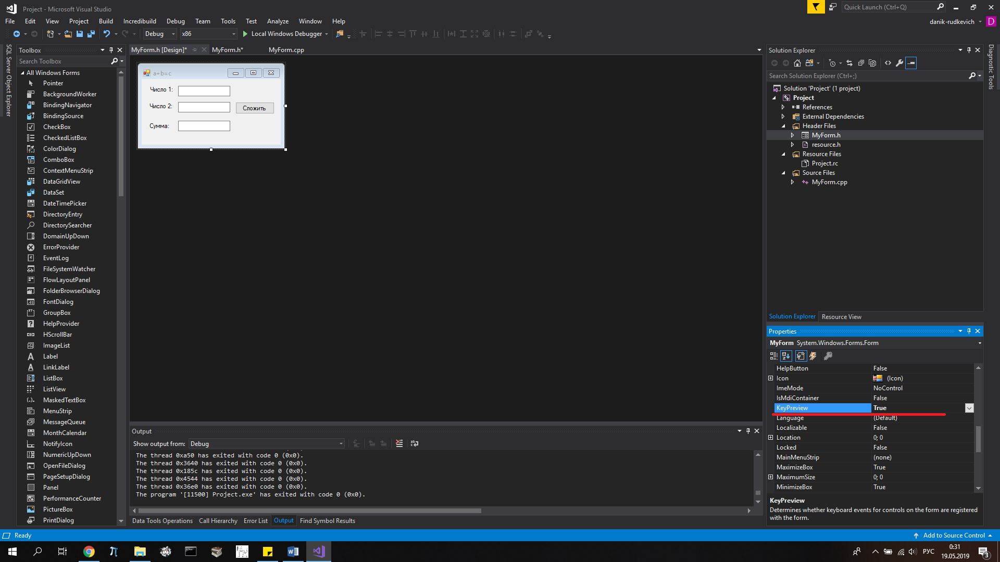 Project - Microsoft Visual Studio
Quick Launch (Ctrl+Q)
File Edit View Project Build Incredibuild Debug Team Tools Test Analyze Window Help
danik-rudkevich
D
Debug x86 Local Windows Debugger
SQL Server Object Explorer
Toolbox
Search Toolbox
All Windows Forms
Pointer
BackgroundWorker
BindingNavigator
BindingSource
CheckBox
CheckedListBox
ColorDialog
ComboBox
ContextMenuStrip
DataGridView
DataSet
DateTimePicker
DirectoryEntry
DirectorySearcher
DomainUpDown
ErrorProvider
EventLog
FileSystemWatcher
FlowLayoutPanel
FolderBrowserDialog
FontDialog
GroupBox
HelpProvider
HScrollBar
ImageList
Label
LinkLabel
ListBox
ListView
MaskedTextBox
MenuStrip
MessageQueue
MonthCalendar
NotifyIcon
NumericUpDown
OpenFileDialog
PageSetupDialog
Panel
PerformanceCounter
PictureBox
PrintDialog
MyForm.h [Design]* MyForm.h* MyForm.cpp
a+b=c
Число 1:
Число 2:
Сложить
Сумма:
Output
Show output from: Debug
The thread 0xa50 has exited with code 0 (0x0).
The thread 0x3640 has exited with code 0 (0x0).
The thread 0x185c has exited with code 0 (0x0).
The thread 0x4544 has exited with code 0 (0x0).
The thread 0x36e0 has exited with code 0 (0x0).
The program '[11500] Project.exe' has exited with code 0 (0x0).
Data Tools Operations Call Hierarchy Error List Output Find Symbol Results
Solution Explorer
Search Solution Explorer (Ctrl+;)
Solution 'Project' (1 project)
Project
References
External Dependencies
Header Files
MyForm.h
resource.h
Resource Files
Project.rc
Source Files
MyForm.cpp
Solution Explorer Resource View
Diagnostic Tools
Properties
MyForm System.Windows.Forms.Form
HelpButton False
Icon (Icon)
ImeMode NoControl
IsMdiContainer False
KeyPreview True
Language (Default)
Localizable False
Location 0; 0
Locked False
MainMenuStrip (none)
MaximizeBox True
MaximumSize 0; 0
MinimizeBox True
KeyPreview
Determines whether keyboard events for controls on the form are registered
with the form.
Ready
Add to Source Control
РУС
0:31
19.05.2019
3